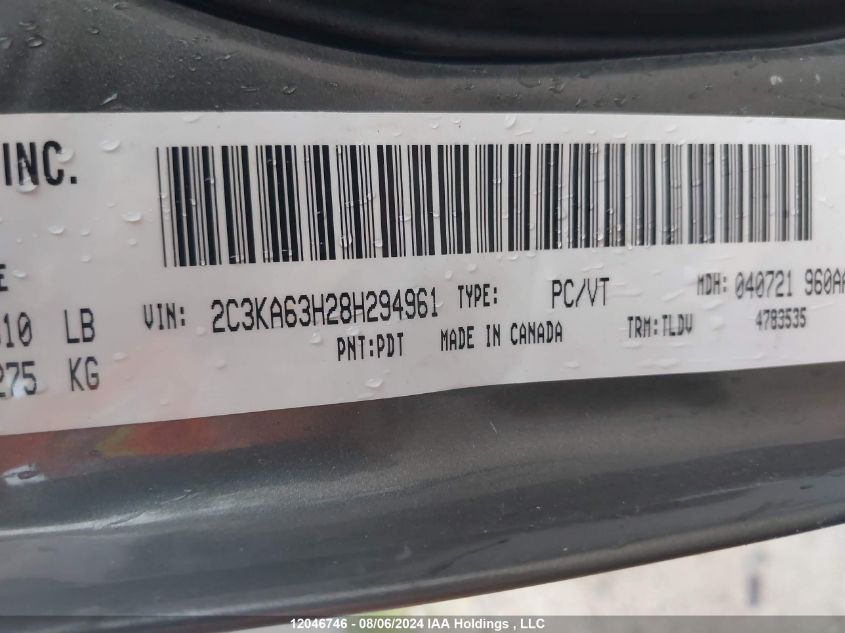 INC.
E
10 LB
275 KG
VIN: 2C3KA63H28H294961 TYPE: PC/VT MDH: 040721 960AA
PNT:PDT MADE IN CANADA TRM:TLDV 4783535
12046746 - 08/06/2024 IAA Holdings , LLC